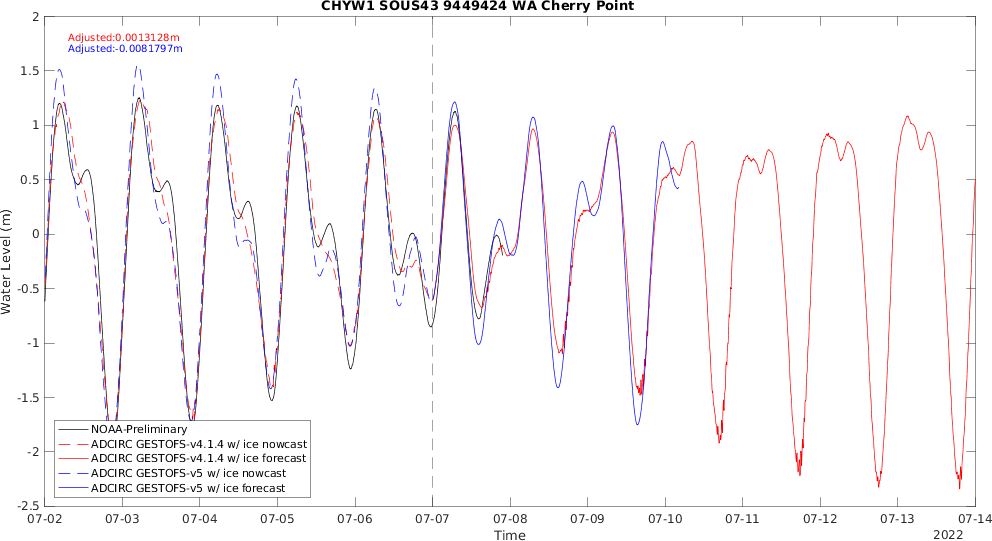 CHYW1 SOUS43 9449424 WA Cherry Point
Adjusted:0.0013128m
Adjusted:-0.0081797m
Water Level (m)
2
1.5
1
0.5
0
-0.5
-1
-1.5
-2
-2.5
NOAA-Preliminary
ADCIRC GESTOFS-v4.1.4 w/ ice nowcast
ADCIRC GESTOFS-v4.1.4 w/ ice forecast
ADCIRC GESTOFS-v5 w/ ice nowcast
ADCIRC GESTOFS-v5 w/ ice forecast
07-02 07-03 07-04 07-05 07-06 07-07 07-08 07-09 07-10 07-11 07-12 07-13 07-14
Time
2022